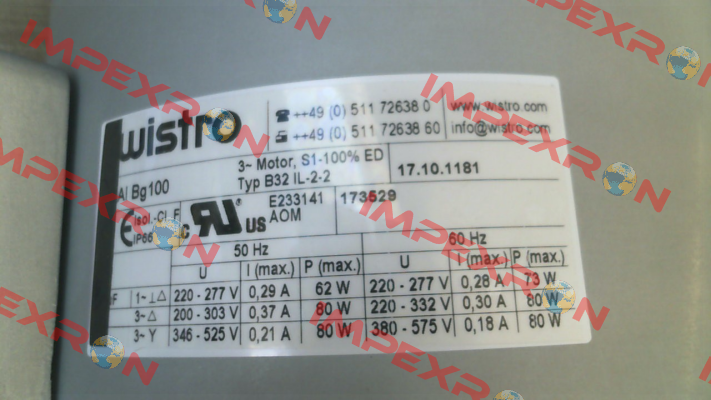 wistro
☎ ++49 (0) 511 72638 0
++49 (0) 511 72638 60
www.wistro.com
info@wistro.com
3~ Motor, S1-100% ED
17.10.1181
Al Bg100
Typ B32 IL-2-2
CE isol.-Cl. F
IP66
c RU US
E233141
AOM
173529
50 Hz 60 Hz
U I (max.) P (max.) U I (max.) P (max.)
1~ ⊥ △ 220 - 277 V 0,29 A 62 W 220 - 277 V 0,28 A 73 W
3~ △ 200 - 303 V 0,37 A 80 W 220 - 332 V 0,30 A 80 W
3~ Y 346 - 525 V 0,21 A 80 W 380 - 575 V 0,18 A 80 W
IMPEXRON